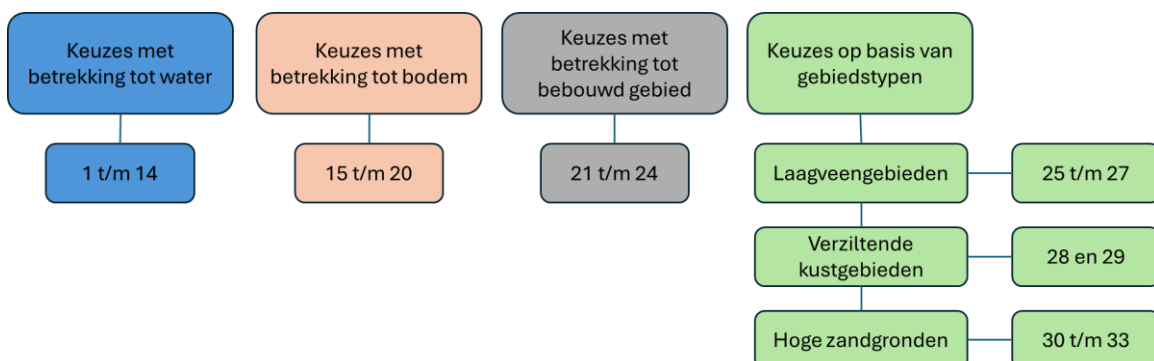 Keuzes met
betrekking tot water
1 t/m 14
Keuzes met
betrekking tot bodem
15 t/m 20
Keuzes met
betrekking tot
bebouwd gebied
21 t/m 24
Keuzes op basis van
gebiedstypen
Laagveengebieden
25 t/m 27
Verziltende
kustgebieden
28 en 29
Hoge zandgronden
30 t/m 33